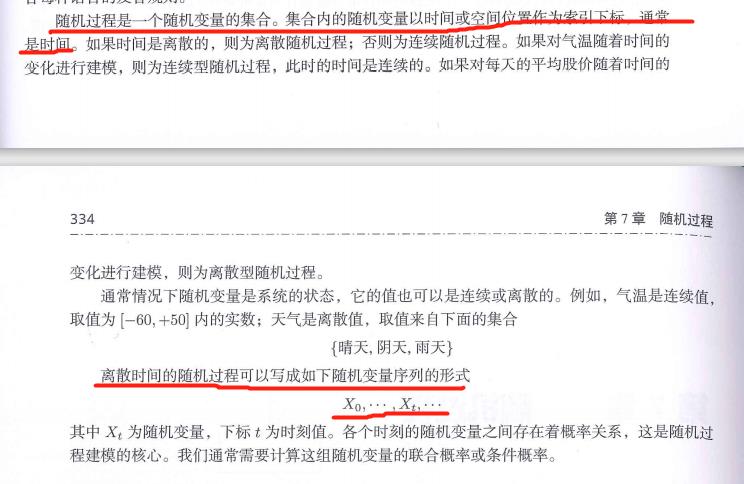 随机过程是一个随机变量的集合。集合内的随机变量以时间或空间位置作为索引下标，通常
是时间。如果时间是离散的，则为离散随机过程；否则为连续随机过程。如果对气温随着时间的
变化进行建模，则为连续型随机过程，此时的时间是连续的。如果对每天的平均股价随着时间的
334
第 7 章 随机过程
变化进行建模，则为离散型随机过程。
通常情况下随机变量是系统的状态，它的值也可以是连续或离散的。例如，气温是连续值，
取值为 [−60, +50] 内的实数；天气是离散值，取值来自下面的集合
{晴天, 阴天, 雨天}
离散时间的随机过程可以写成如下随机变量序列的形式
X₀, ⋯ , Xₜ, ⋯
其中 Xₜ 为随机变量，下标 t 为时刻值。各个时刻的随机变量之间存在着概率关系，这是随机过
程建模的核心。我们通常需要计算这组随机变量的联合概率或条件概率。